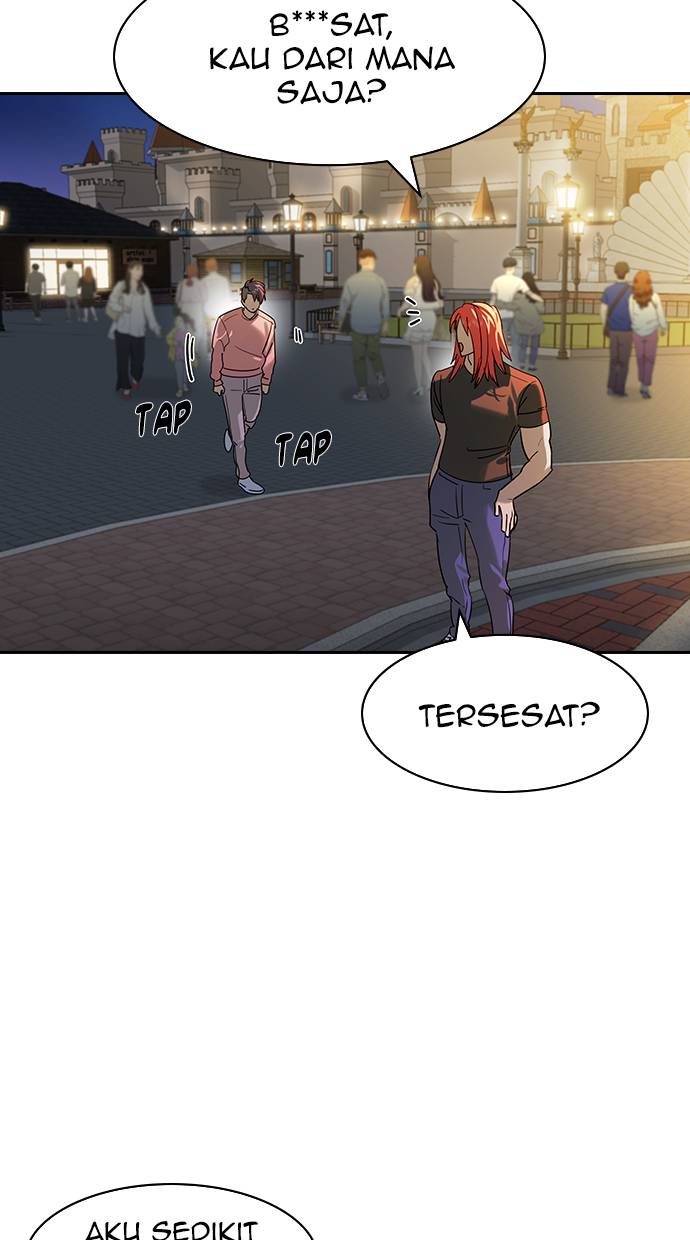 B***SAT,
KAU DARI MANA
SAJA?
TAP
TAP
TERSESAT?
AKU SEDIKIT